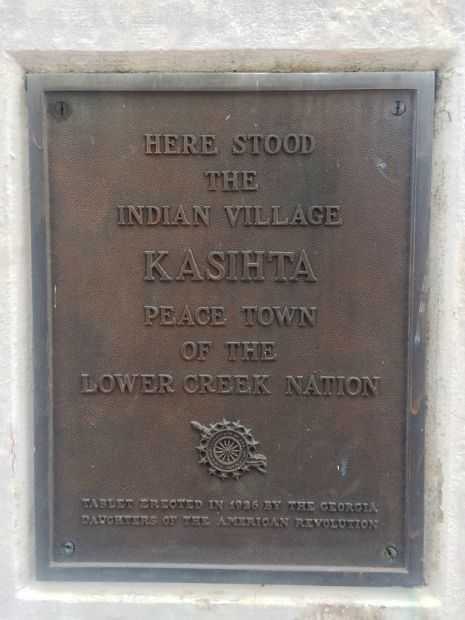 HERE STOOD
THE
INDIAN VILLAGE
KASIHTA
PEACE TOWN
OF THE
LOWER CREEK NATION
TABLET ERECTED IN 1926 BY THE GEORGIA
DAUGHTERS OF THE AMERICAN REVOLUTION